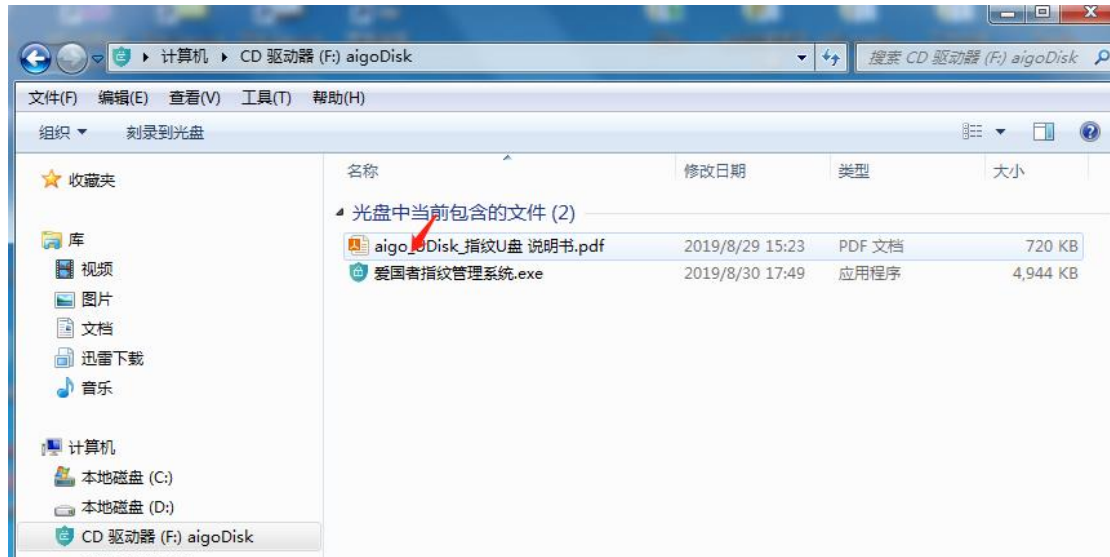 计算机 CD 驱动器 (F:) aigoDisk 搜索 CD 驱动器 (F:) aigoDisk
文件(F) 编辑(E) 查看(V) 工具(T) 帮助(H)
组织 刻录到光盘
名称 修改日期 类型 大小
收藏夹
光盘中当前包含的文件 (2)
库
aigo_UDisk_指纹U盘 说明书.pdf 2019/8/29 15:23 PDF 文档 720 KB
视频
爱国者指纹管理系统.exe 2019/8/30 17:49 应用程序 4,944 KB
图片
文档
迅雷下载
音乐
计算机
本地磁盘 (C:)
本地磁盘 (D:)
CD 驱动器 (F:) aigoDisk